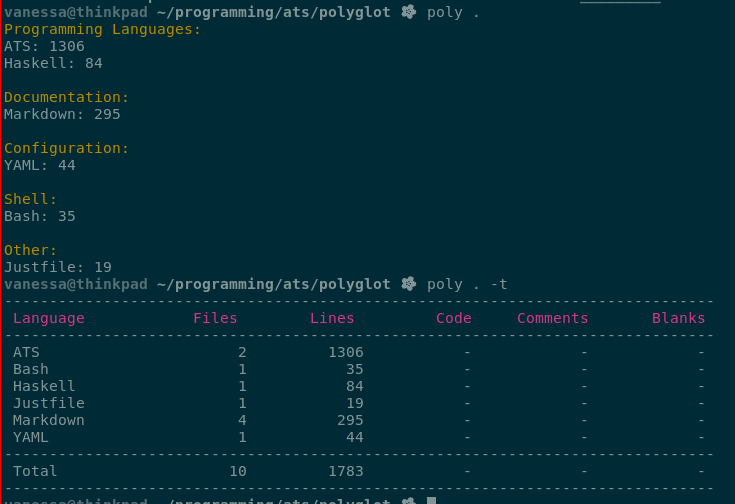 vanessa@thinkpad ~/programming/ats/polyglot ❁ poly .
Programming Languages:
ATS: 1306
Haskell: 84
Documentation:
Markdown: 295
Configuration:
YAML: 44
Shell:
Bash: 35
Other:
Justfile: 19
vanessa@thinkpad ~/programming/ats/polyglot ❁ poly . -t
-------------------------------------------------------------------------------
Language Files Lines Code Comments Blanks
-------------------------------------------------------------------------------
ATS 2 1306 - - -
Bash 1 35 - - -
Haskell 1 84 - - -
Justfile 1 19 - - -
Markdown 4 295 - - -
YAML 1 44 - - -
-------------------------------------------------------------------------------
Total 10 1783 - - -
-------------------------------------------------------------------------------
vanessa@thinkpad ~/programming/ats/polyglot ❁